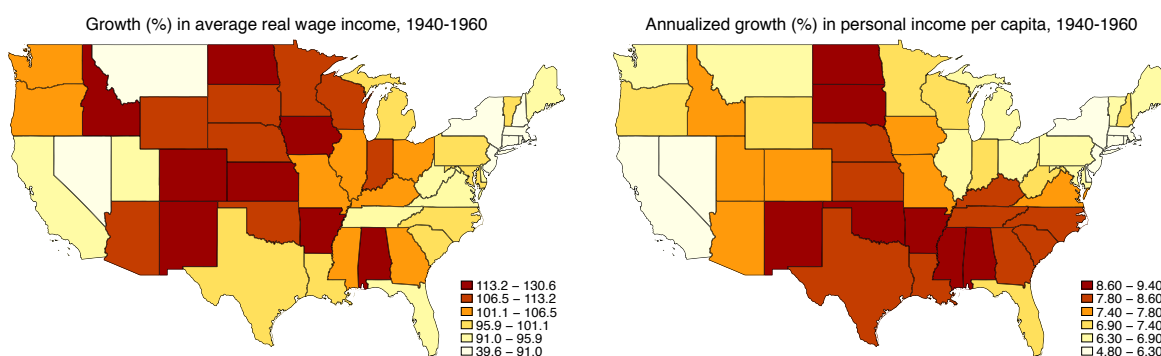 Growth (%) in average real wage income, 1940-1960
113.2 – 130.6
106.5 – 113.2
101.1 – 106.5
95.9 – 101.1
91.0 – 95.9
39.6 – 91.0
Annualized growth (%) in personal income per capita, 1940-1960
8.60 – 9.40
7.80 – 8.60
7.40 – 7.80
6.90 – 7.40
6.30 – 6.90
4.80 – 6.30